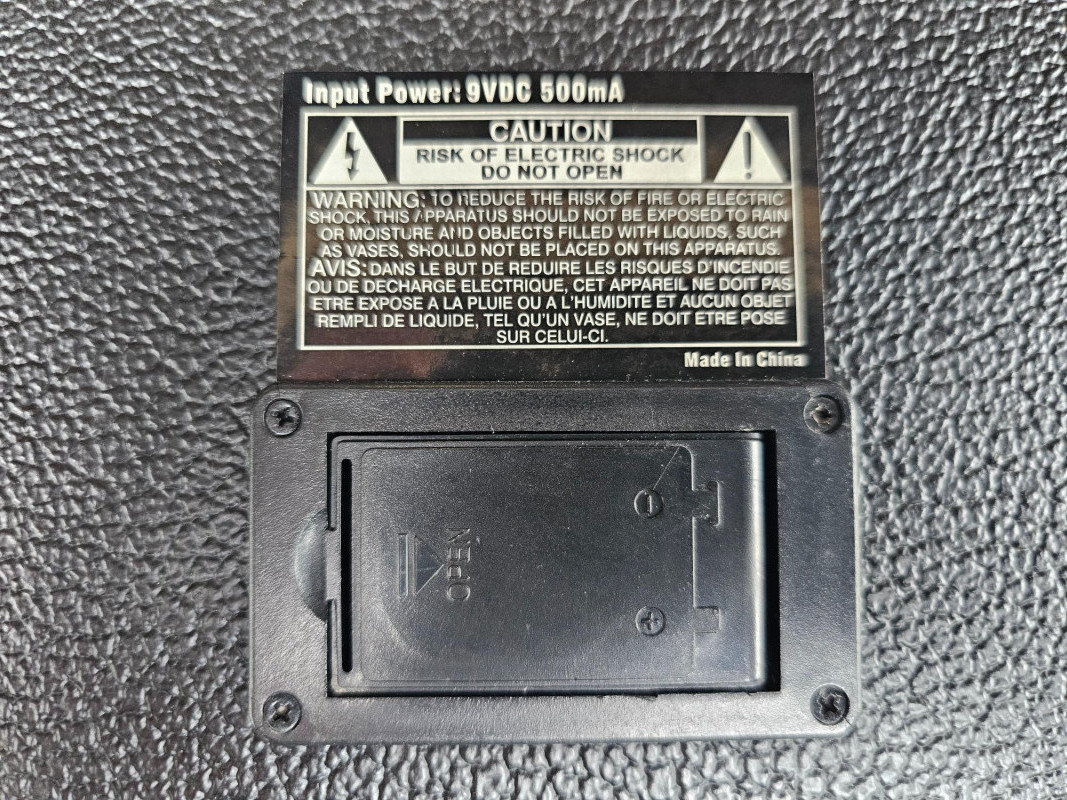 Input Power: 9VDC 500mA
CAUTION
RISK OF ELECTRIC SHOCK
DO NOT OPEN
WARNING: TO REDUCE THE RISK OF FIRE OR ELECTRIC
SHOCK, THIS APPARATUS SHOULD NOT BE EXPOSED TO RAIN
OR MOISTURE AND OBJECTS FILLED WITH LIQUIDS, SUCH
AS VASES, SHOULD NOT BE PLACED ON THIS APPARATUS.
AVIS: DANS LE BUT DE REDUIRE LES RISQUES D'INCENDIE
OU DE DECHARGE ELECTRIQUE, CET APPAREIL NE DOIT PAS
ETRE EXPOSE A LA PLUIE OU A L'HUMIDITE ET AUCUN OBJET
REMPLI DE LIQUIDE, TEL QU'UN VASE, NE DOIT ETRE POSE
SUR CELUI-CI.
Made In China
OPEN